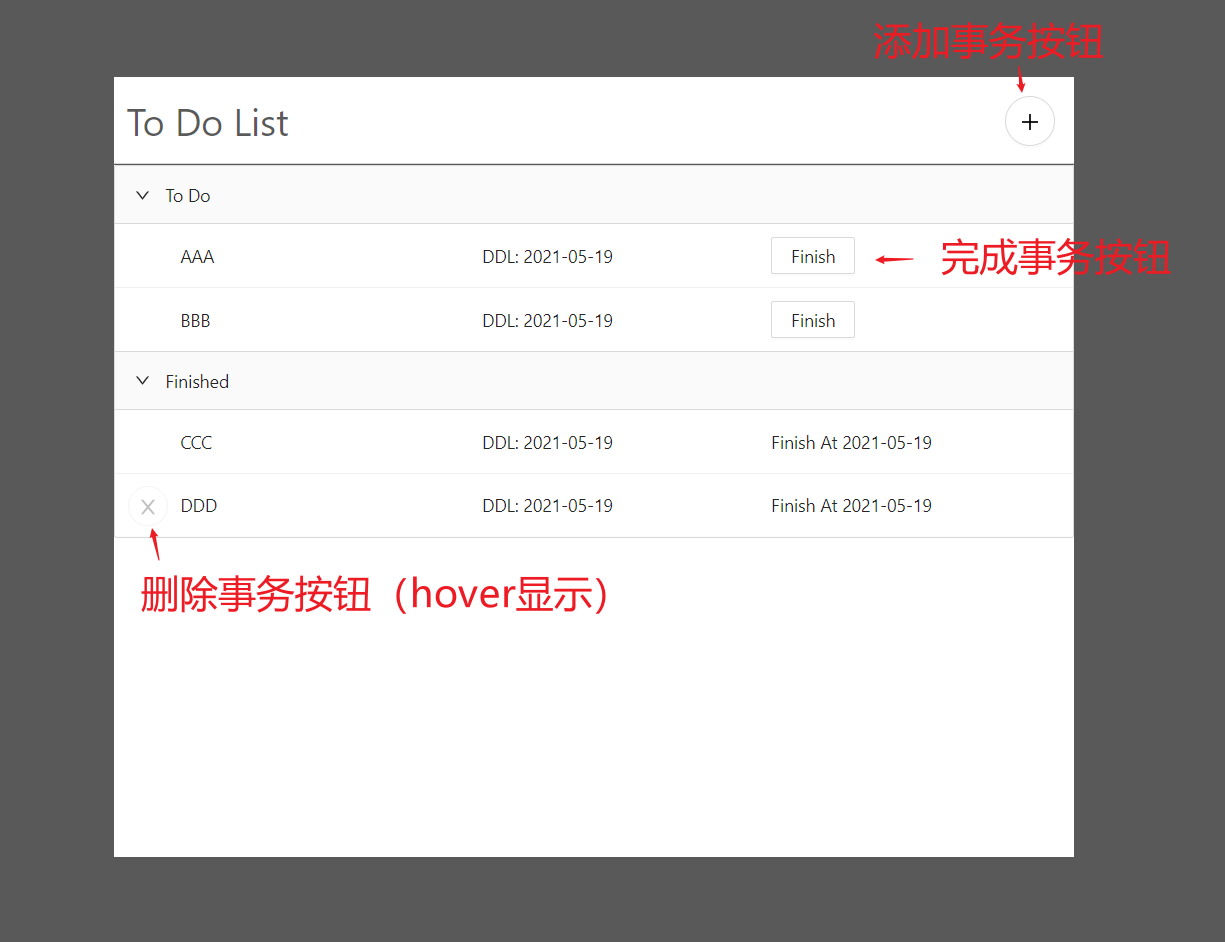 添加事务按钮
To Do List
To Do
AAA DDL: 2021-05-19 Finish 完成事务按钮
BBB DDL: 2021-05-19 Finish
Finished
CCC DDL: 2021-05-19 Finish At 2021-05-19
DDD DDL: 2021-05-19 Finish At 2021-05-19
删除事务按钮（hover显示）